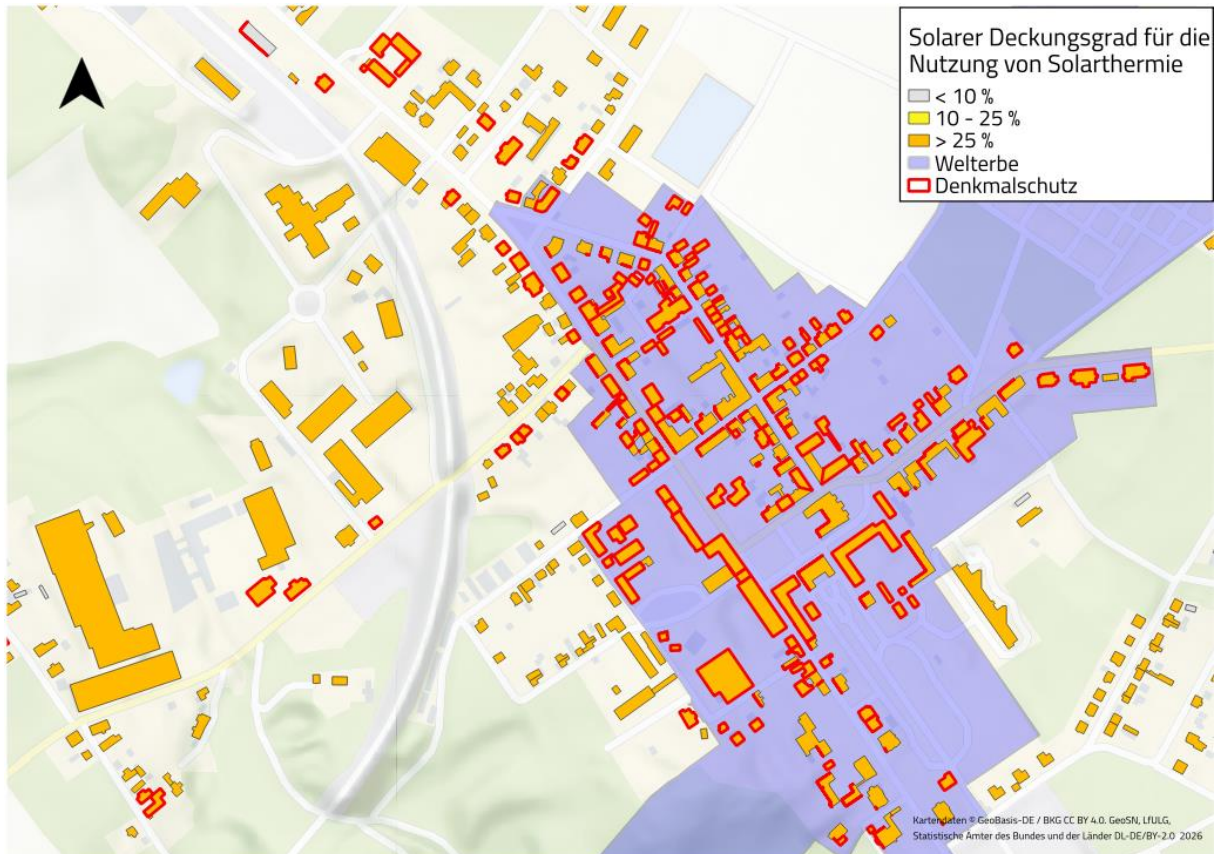 Solarer Deckungsgrad für die
Nutzung von Solarthermie
< 10 %
10 - 25 %
> 25 %
Welterbe
Denkmalschutz
Kartendaten © GeoBasis-DE / BKG CC BY 4.0. GeoSN, LfULG,
Statistische Ämter des Bundes und der Länder DL-DE/BY-2.0 2026